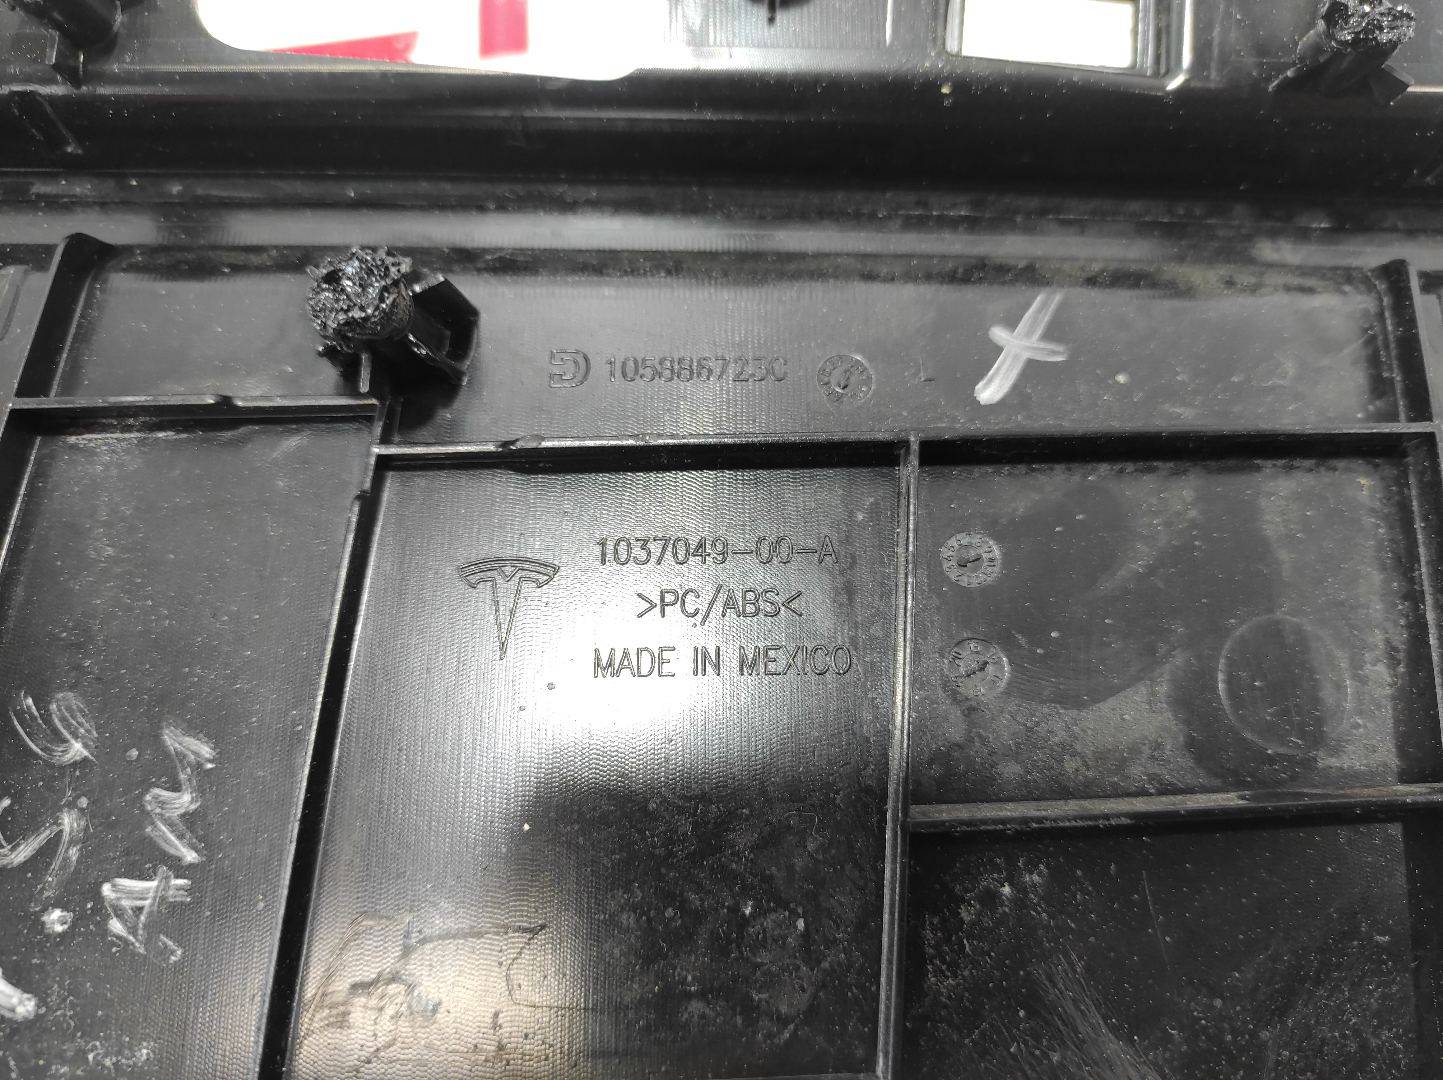 1058867230
L
1037049-00-A
>PC/ABS<
MADE IN MEXICO